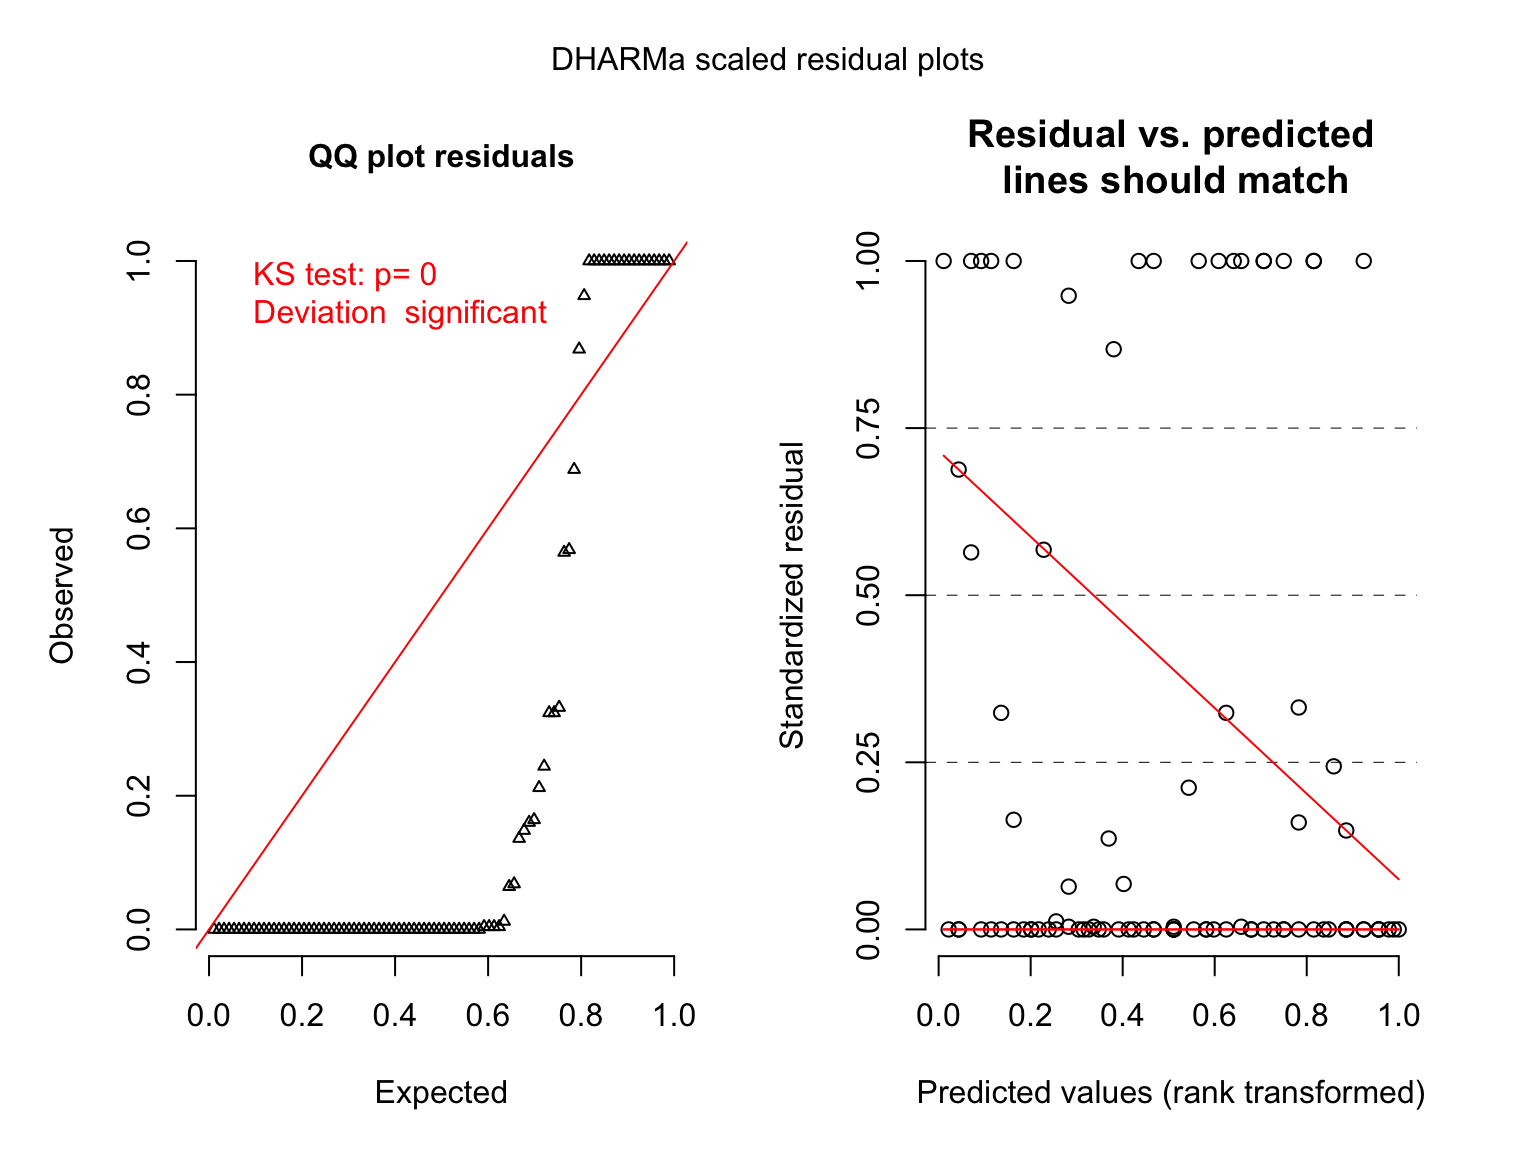 DHARMa scaled residual plots
QQ plot residuals
KS test: p= 0
Deviation  significant
Observed
0.0 0.2 0.4 0.6 0.8 1.0
0.0 0.2 0.4 0.6 0.8 1.0
Expected
Residual vs. predicted
lines should match
Standardized residual
0.00 0.25 0.50 0.75 1.00
0.0 0.2 0.4 0.6 0.8 1.0
Predicted values (rank transformed)